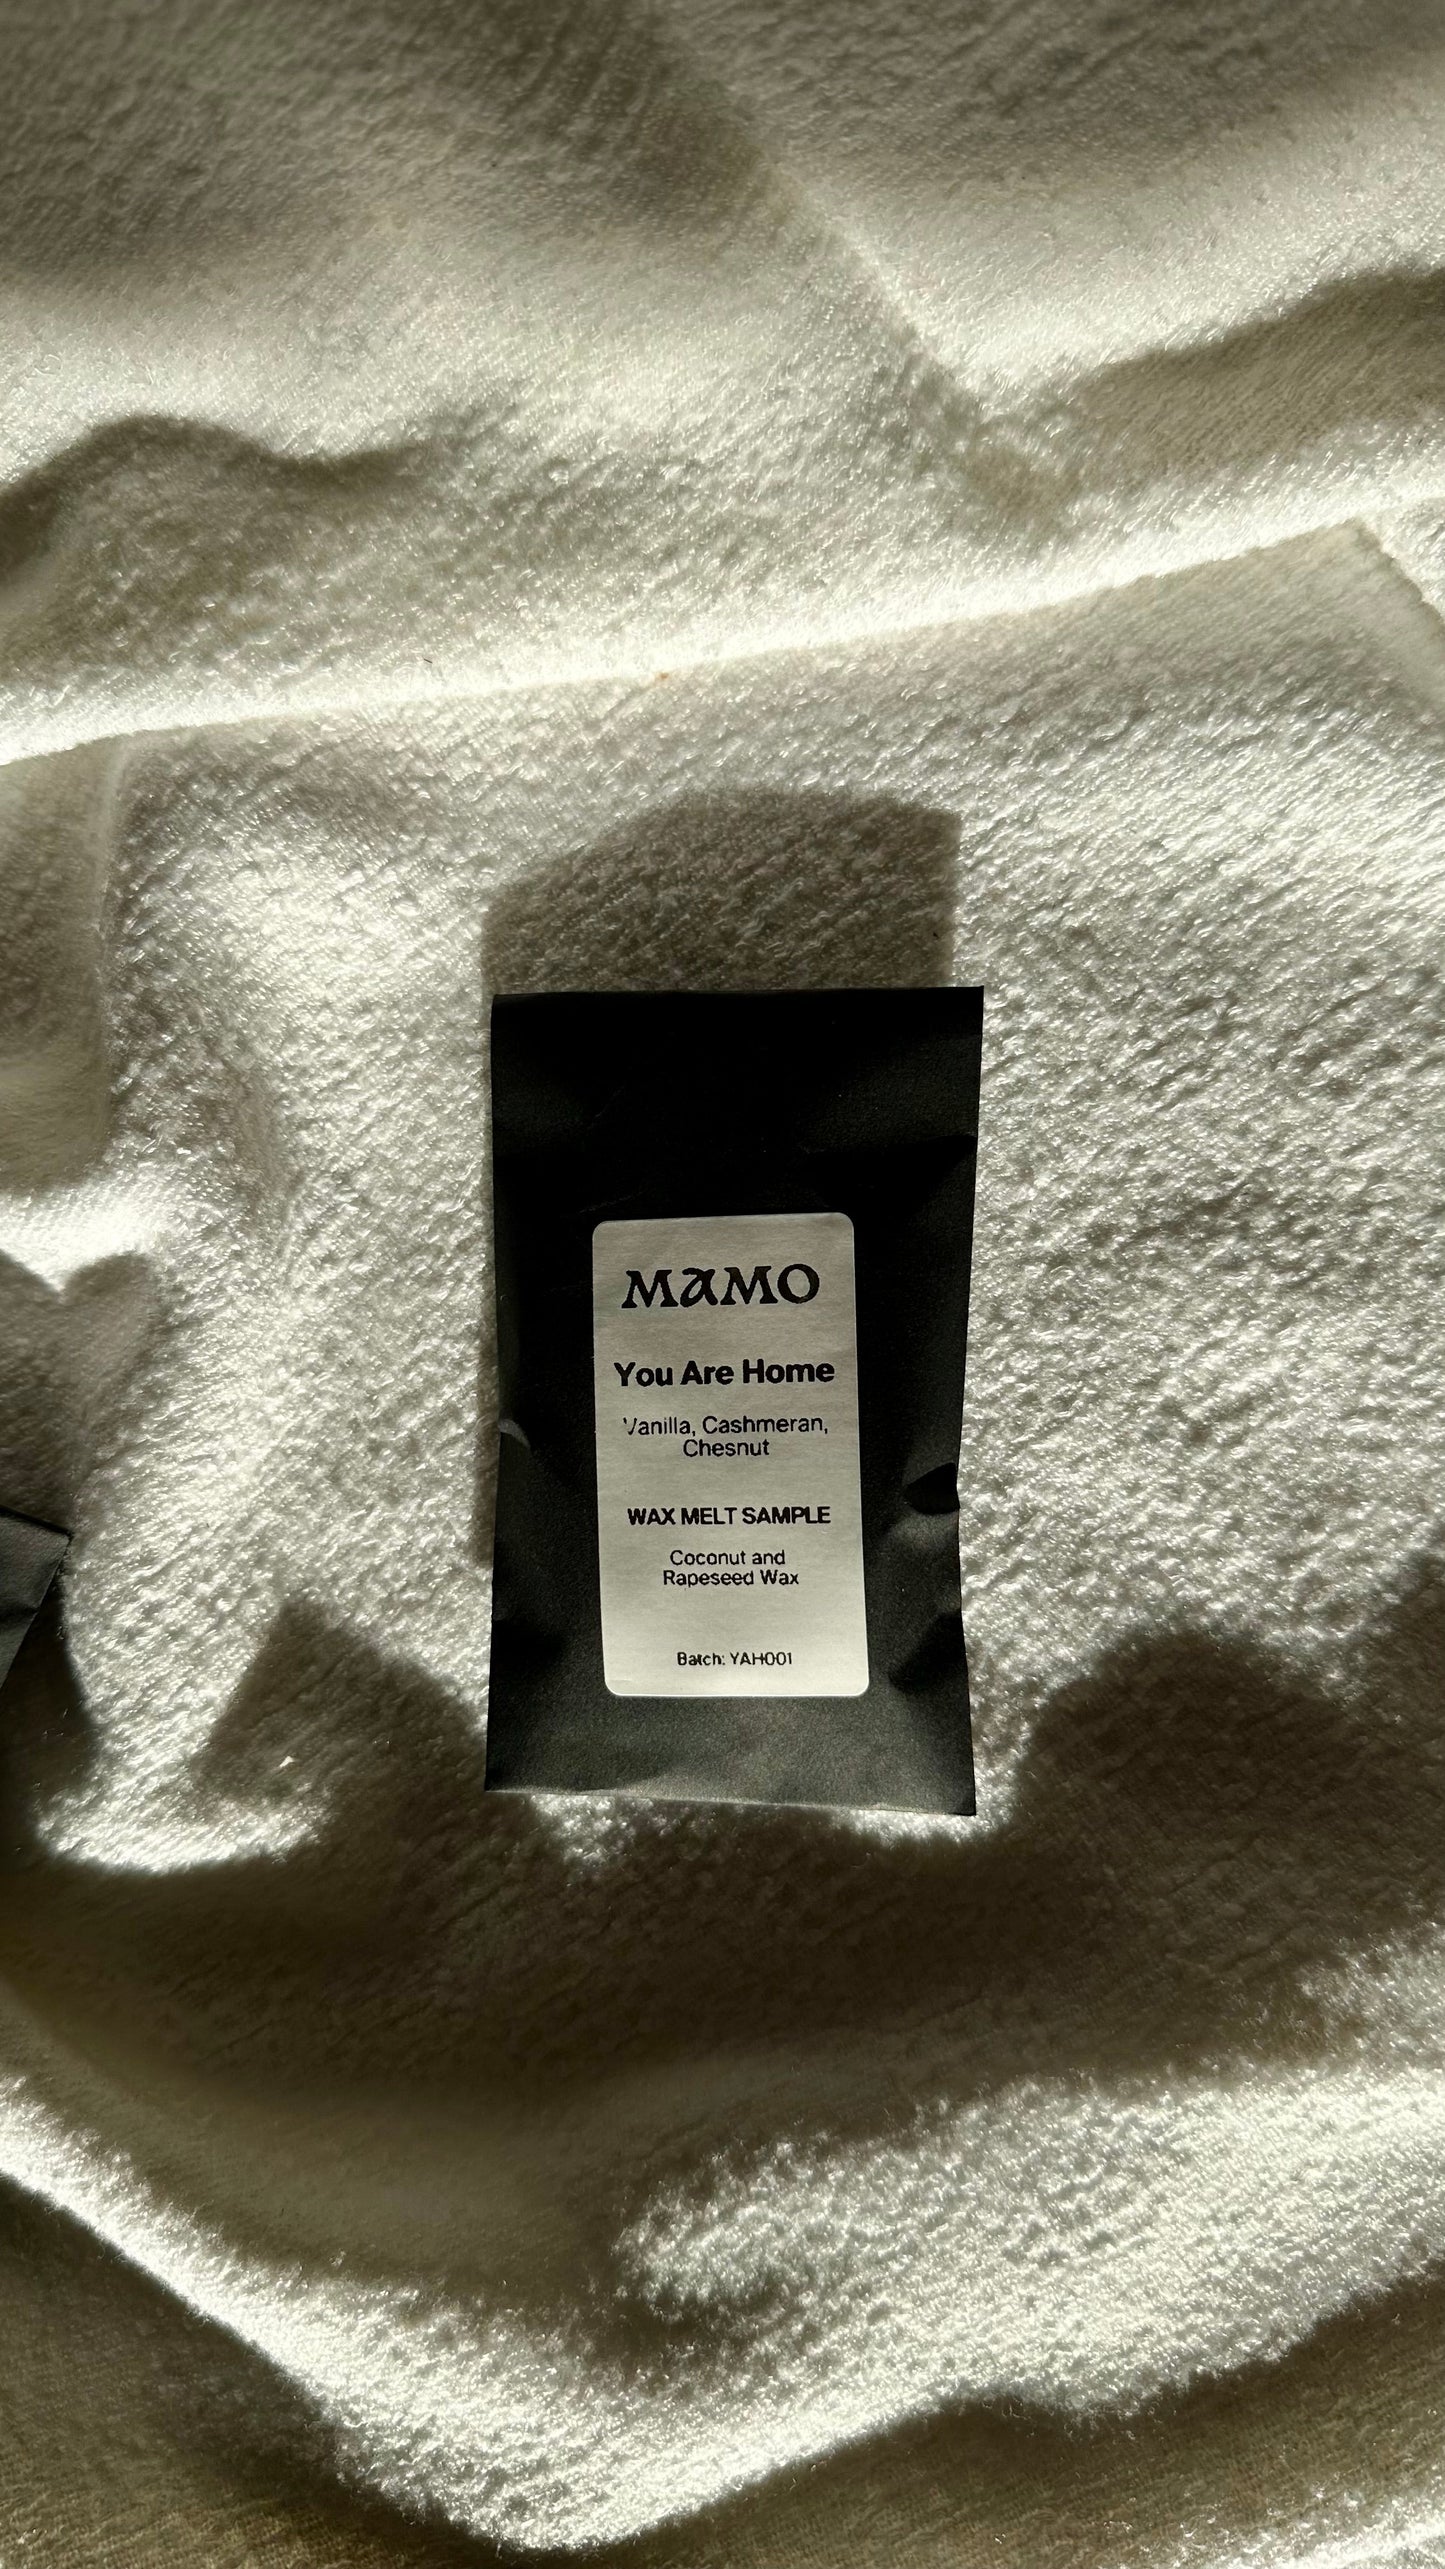 MAMO
You Are Home
Vanilla, Cashmeran,
Chesnut
WAX MELT SAMPLE
Coconut and
Rapeseed Wax
Batch: YAH001